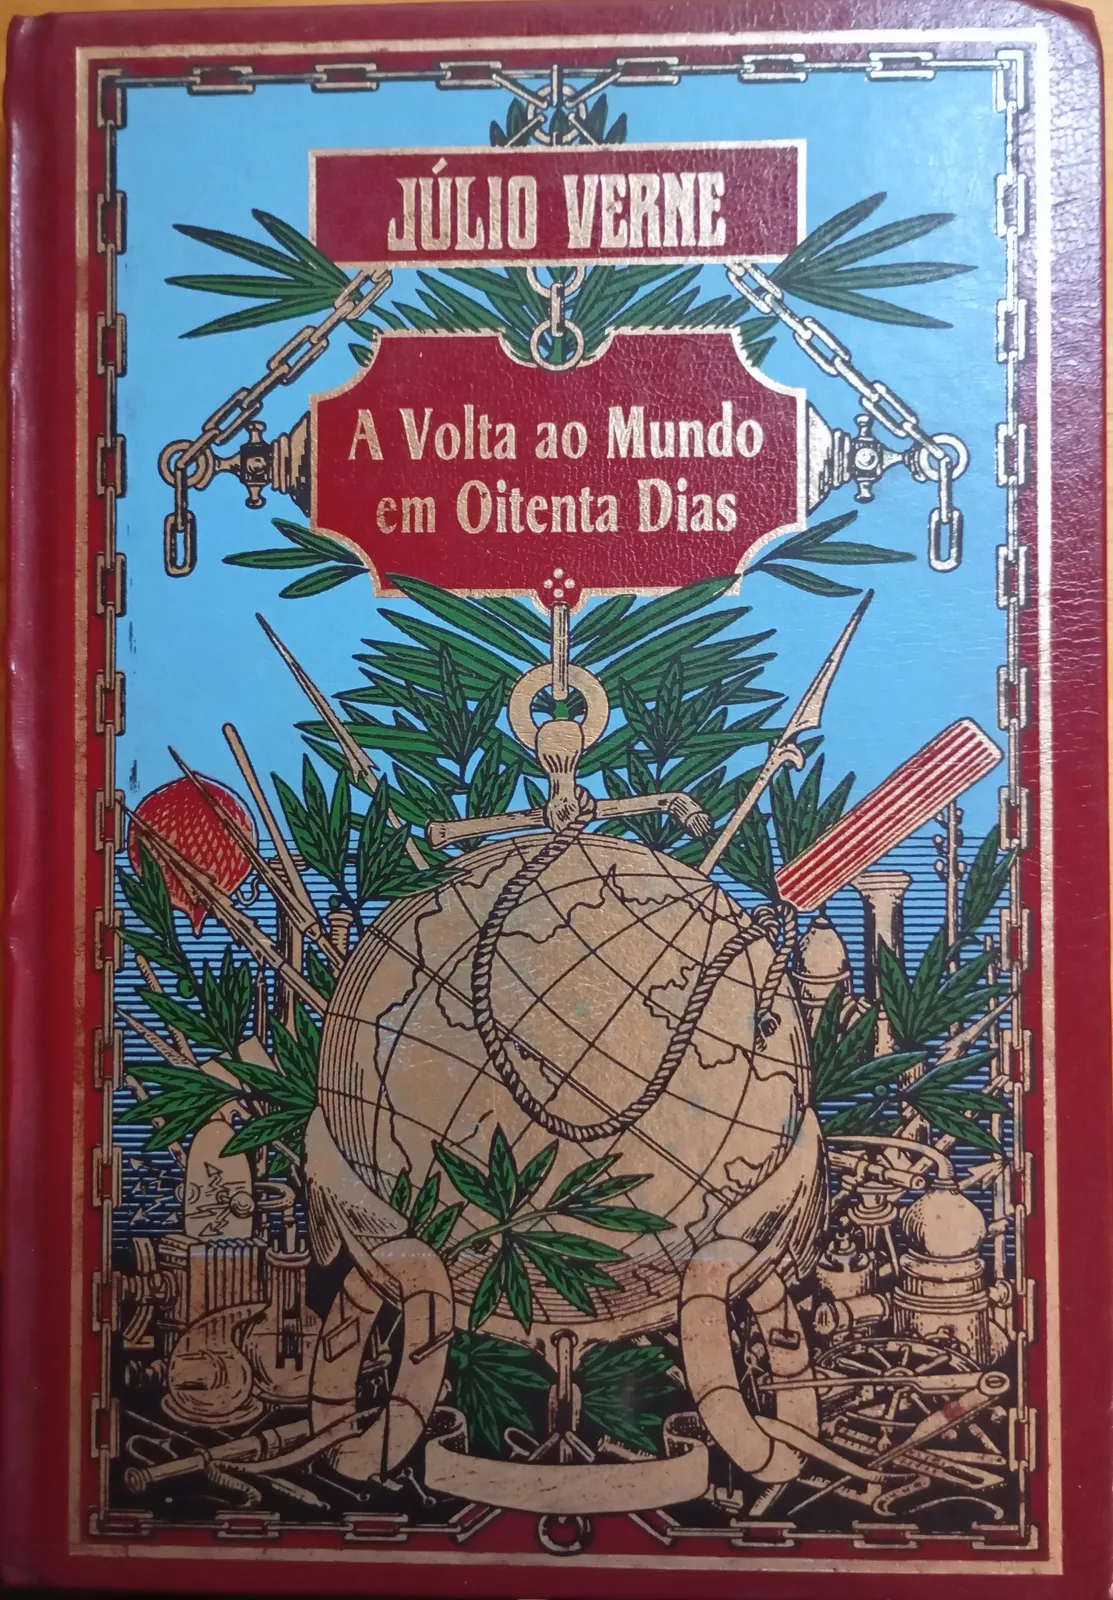 JÚLIO VERNE
A Volta ao Mundo
em Oitenta Dias